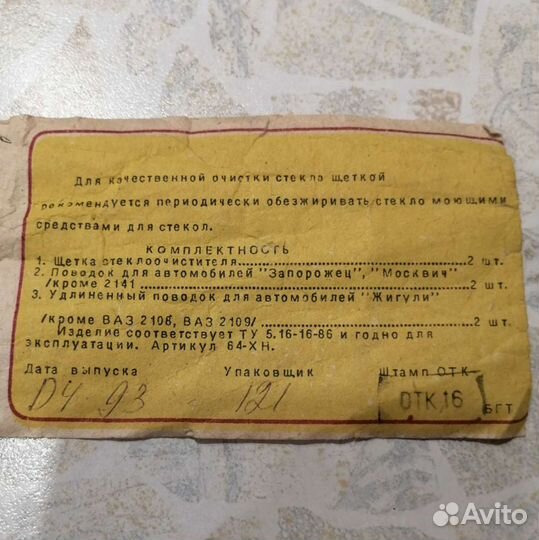 Для качественной очистки стекла щеткой
рекомендуется периодически обезжиривать стекло моющими
средствами для стекол.
КОМПЛЕКТНОСТЬ
1. Щетка стеклоочистителя 2 шт.
2. Поводок для автомобилей "Запорожец", "Москвич"
/кроме 2141 2 шт.
3. Удлиненный поводок для автомобилей "Жигули"
/кроме ВАЗ 2108, ВАЗ 2109/ 2 шт.
Изделие соответствует ТУ 5.16-16-86 и годно для
эксплуатации. Артикул 64-ХН.
Дата выпуска Упаковщик Штамп ОТК
04 93 121 ОТК 16 БГТ
Avito